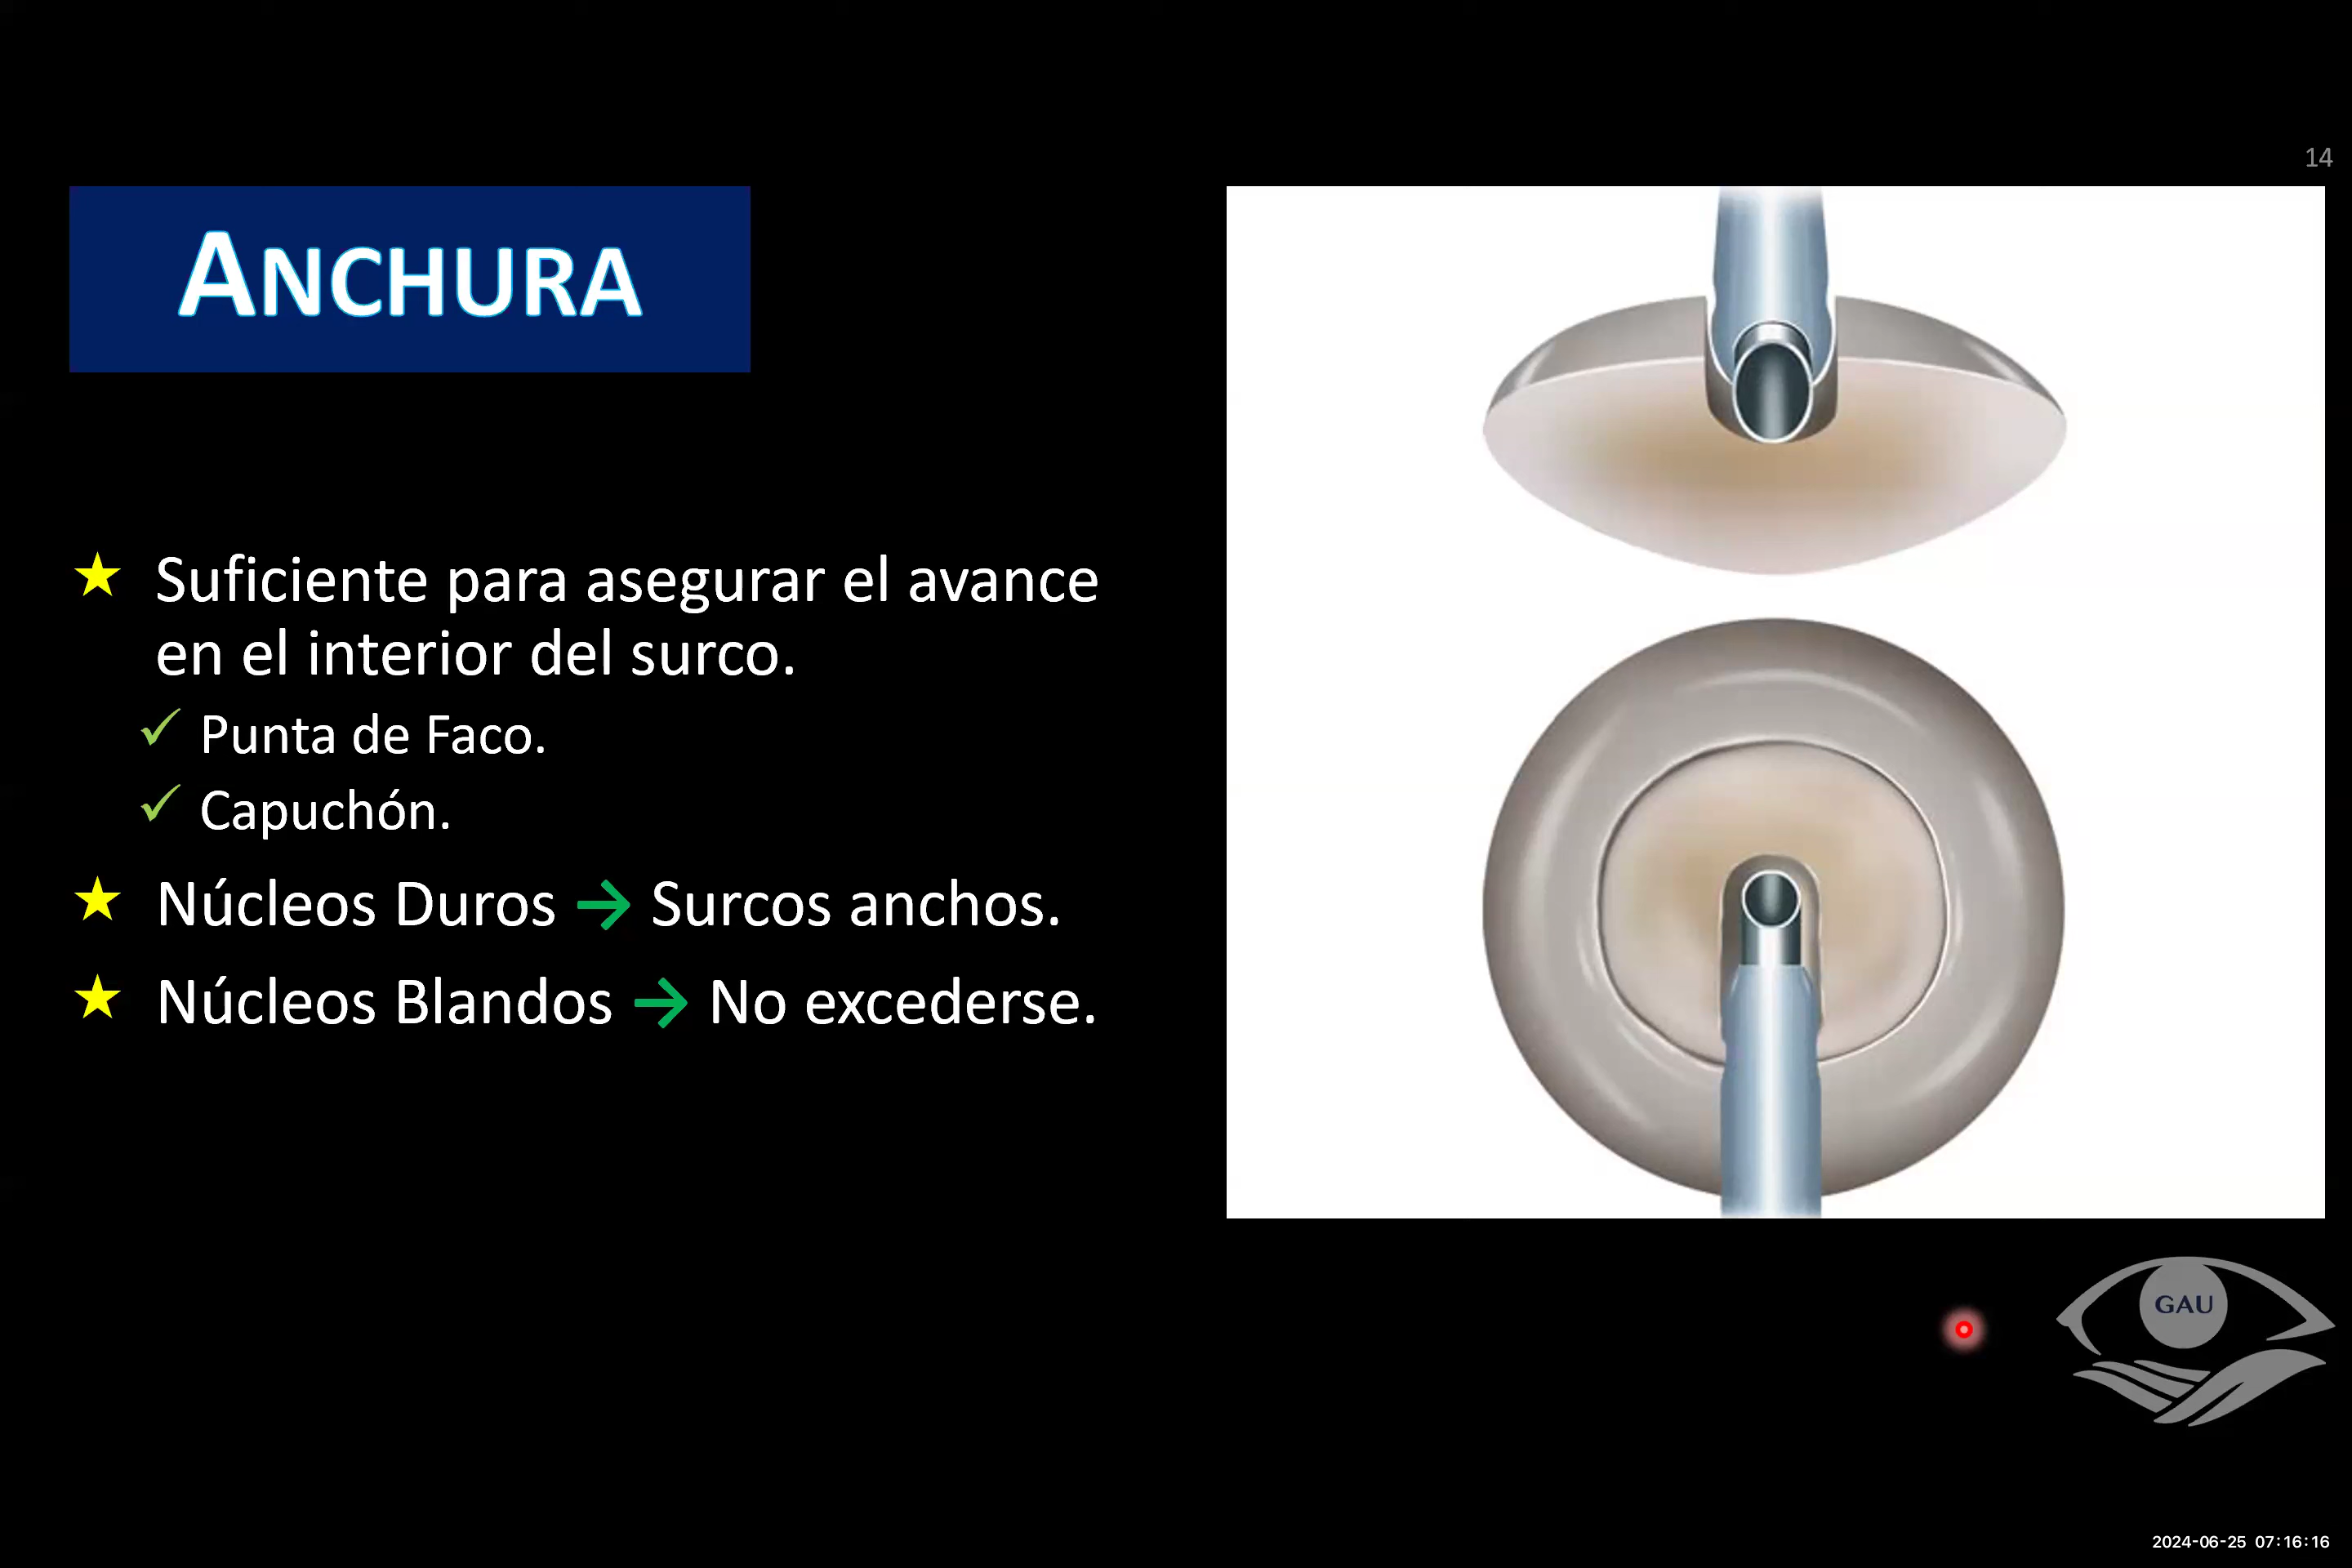 14
ANCHURA
Suficiente para asegurar el avance
en el interior del surco.
Punta de Faco.
Capuchón.
Núcleos Duros → Surcos anchos.
Núcleos Blandos → No excederse.
GAU
2024-06-25 07:16:16